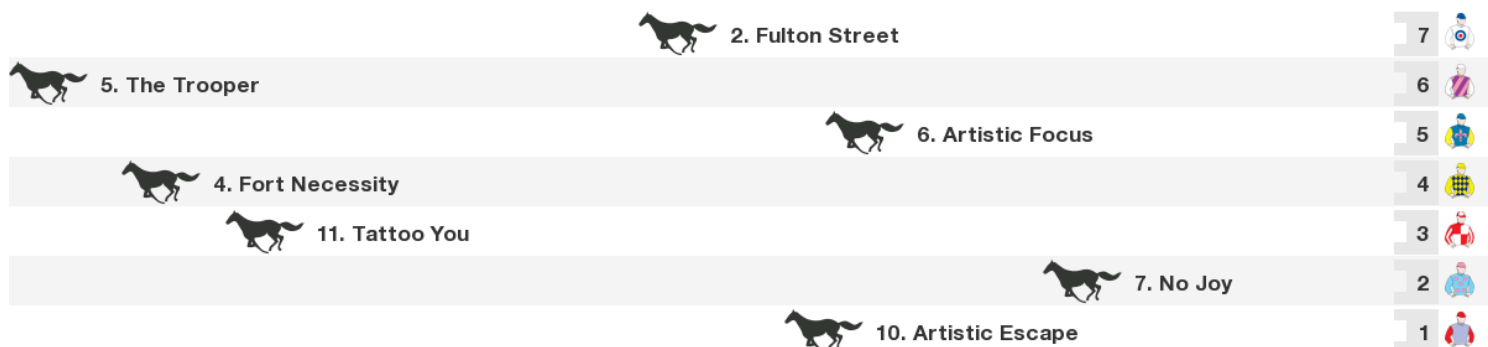 2. Fulton Street 7
5. The Trooper 6
6. Artistic Focus 5
4. Fort Necessity 4
11. Tattoo You 3
7. No Joy 2
10. Artistic Escape 1